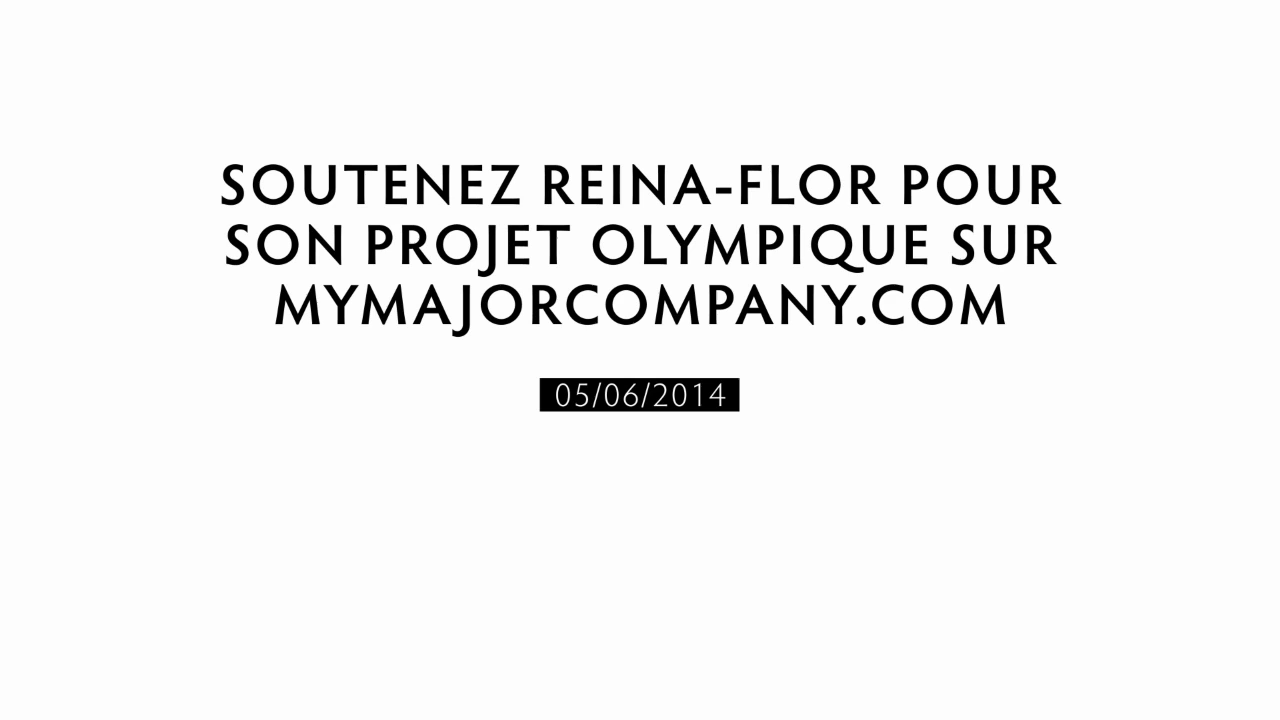 SOUTENEZ REINA-FLOR POUR
SON PROJET OLYMPIQUE SUR
MYMAJORCOMPANY.COM
05/06/2014